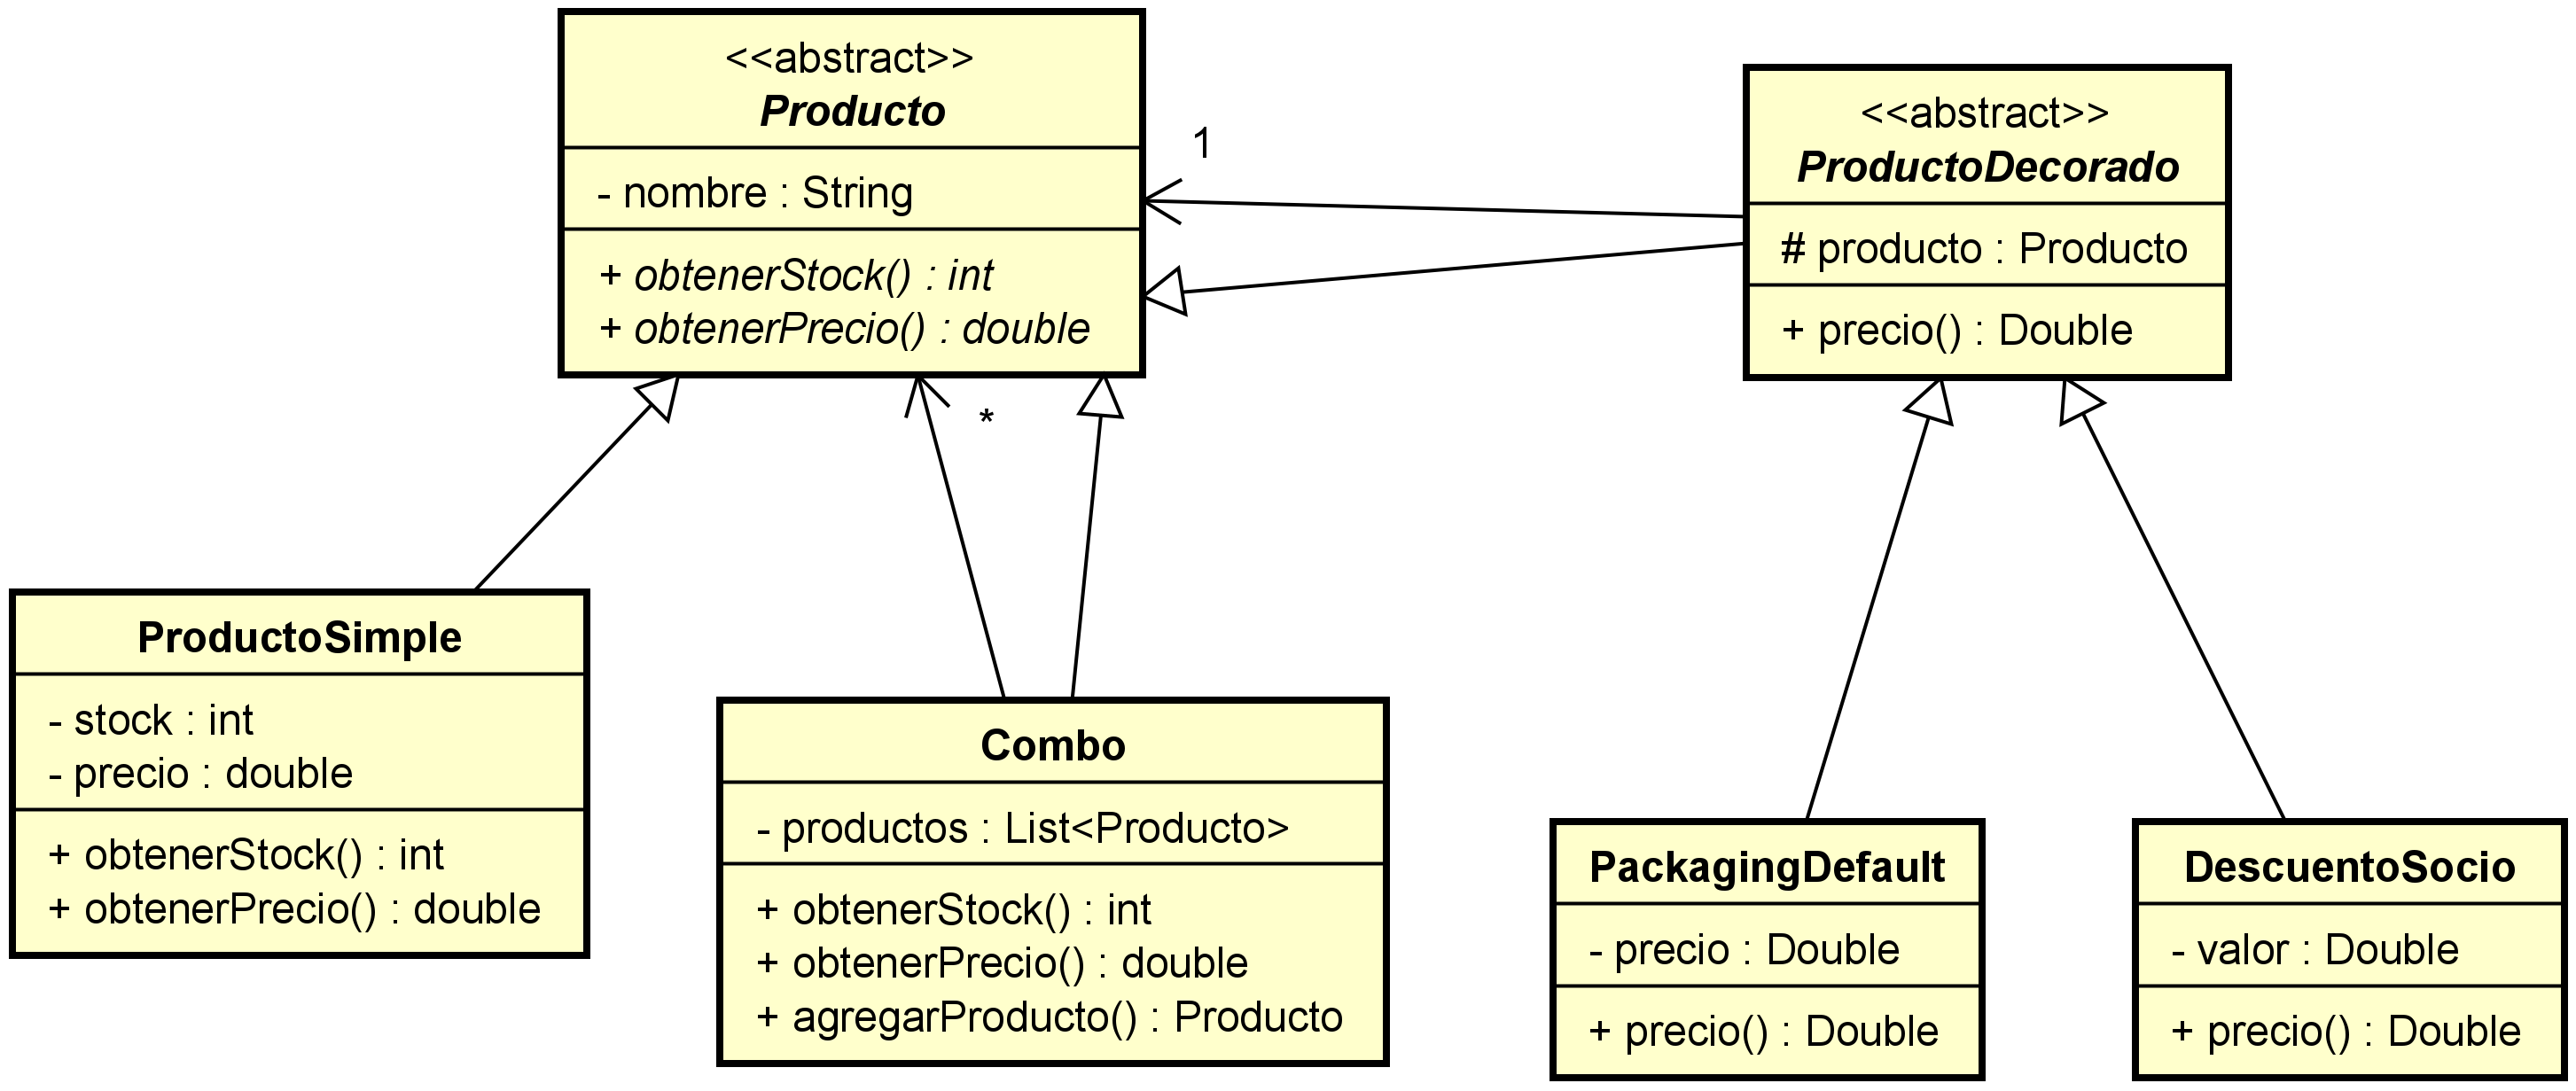 <<abstract>>
Producto
- nombre : String
+ obtenerStock() : int
+ obtenerPrecio() : double
1
*
<<abstract>>
ProductoDecorado
# producto : Producto
+ precio() : Double
ProductoSimple
- stock : int
- precio : double
+ obtenerStock() : int
+ obtenerPrecio() : double
Combo
- productos : List<Producto>
+ obtenerStock() : int
+ obtenerPrecio() : double
+ agregarProducto() : Producto
PackagingDefault
- precio : Double
+ precio() : Double
DescuentoSocio
- valor : Double
+ precio() : Double